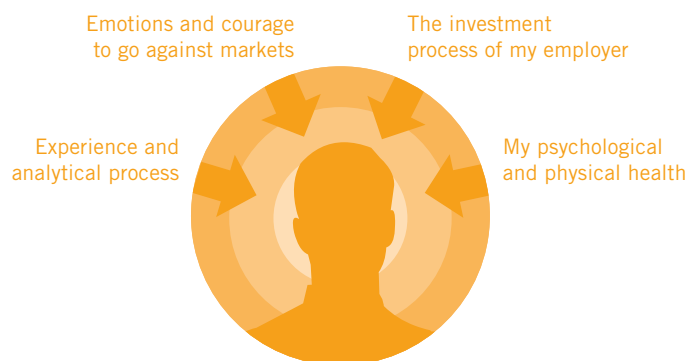 Emotions and courage
to go against markets
The investment
process of my employer
Experience and
analytical process
My psychological
and physical health